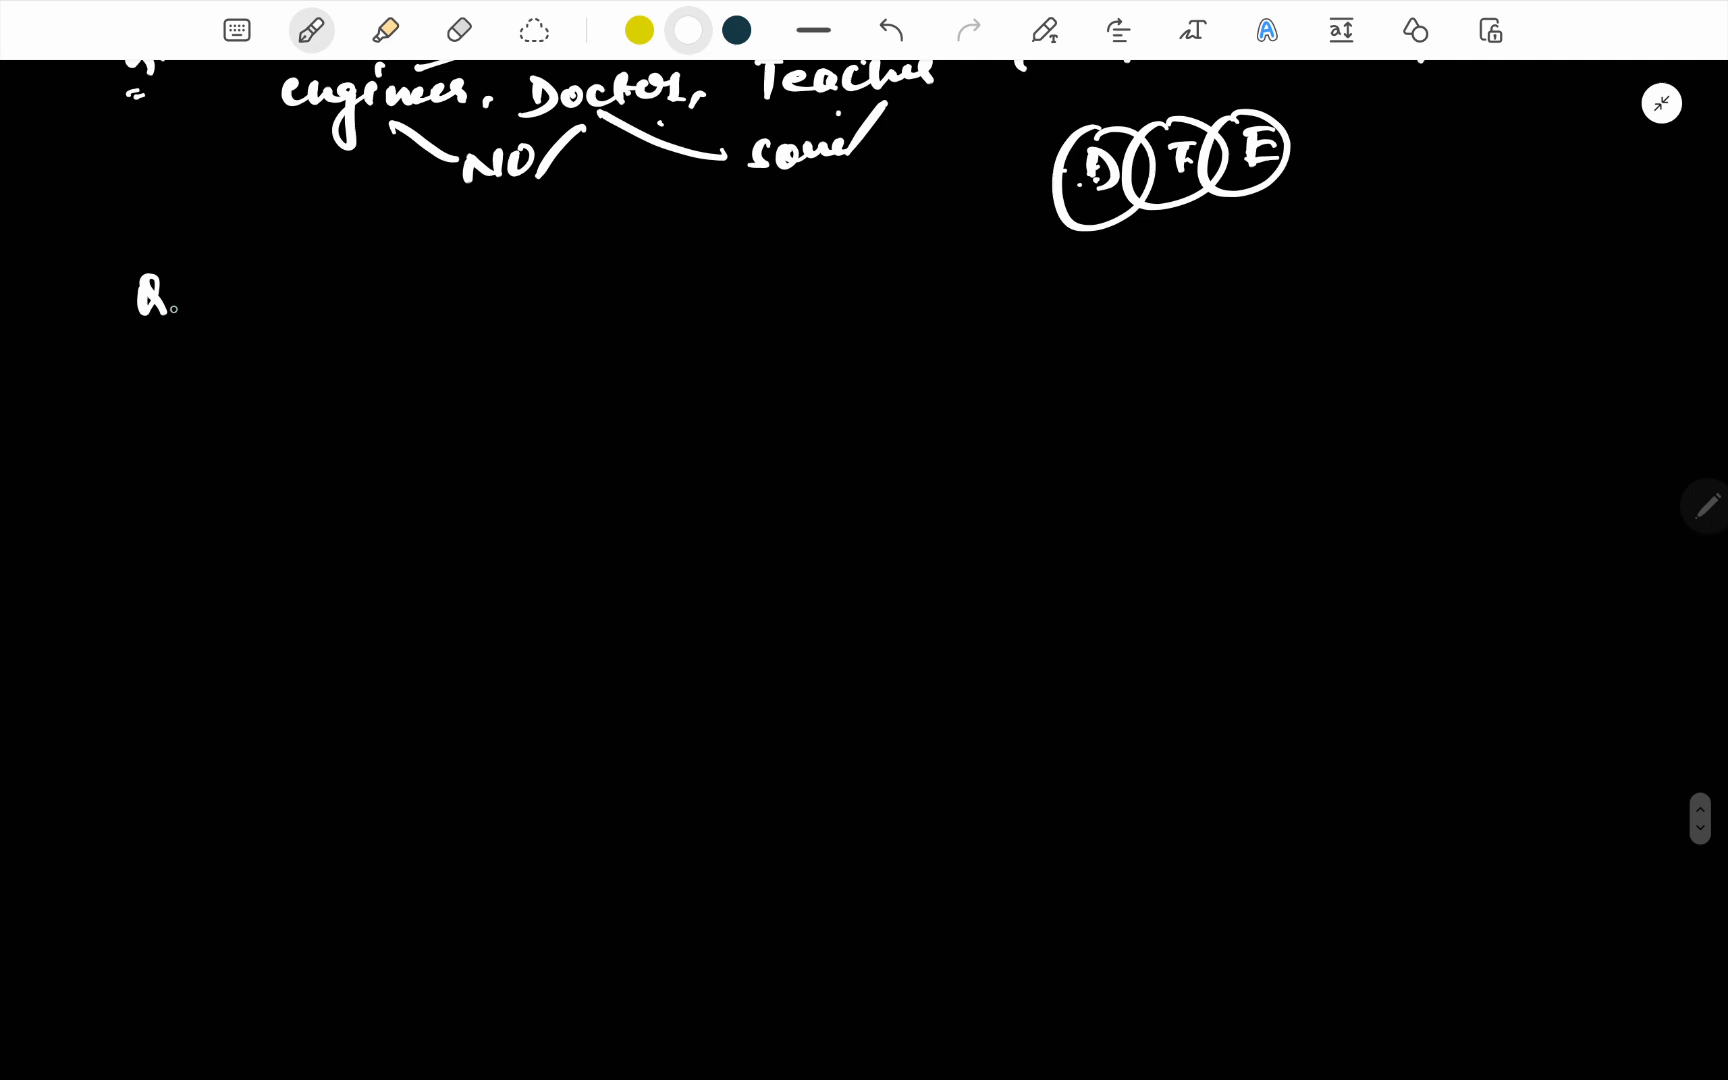 engineer, Doctor, Teacher
NO some
D T E
Q.